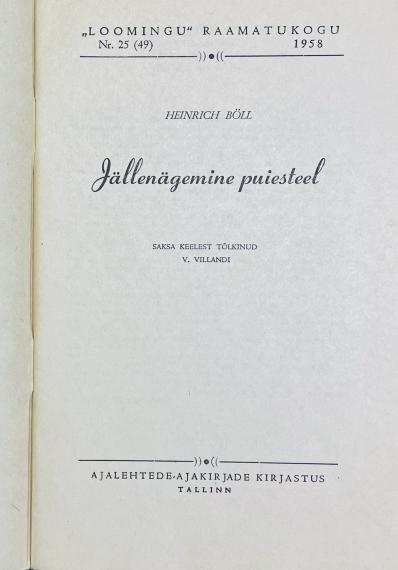 „LOOMINGU“ RAAMATUKOGU
Nr. 25 (49) 1958
HEINRICH BÖLL
Jällenägemine puiesteel
SAKSA KEELEST TÕLKINUD
V. VILLANDI
AJALEHTEDE-AJAKIRJADE KIRJASTUS
TALLINN